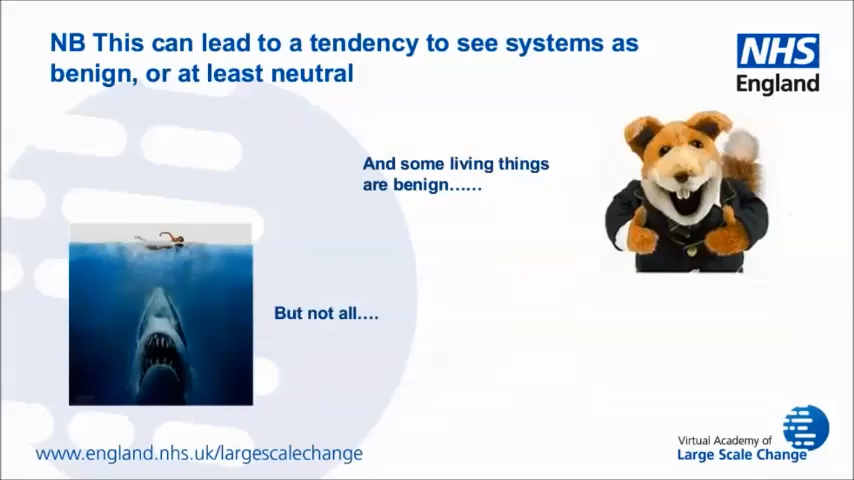 NB This can lead to a tendency to see systems as
benign, or at least neutral
NHS
England
And some living things
are benign……
But not all….
www.england.nhs.uk/largescalechange
Virtual Academy of
Large Scale Change